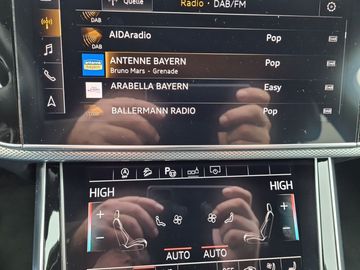 Quelle
Radio · DAB/FM
AIDAradio
Pop
DAB
ANTENNE BAYERN
Pop
Bruno Mars - Grenade
ARABELLA BAYERN
Easy
BALLERMANN RADIO
Pop
DAB
HIGH
HIGH
AUTO
AUTO